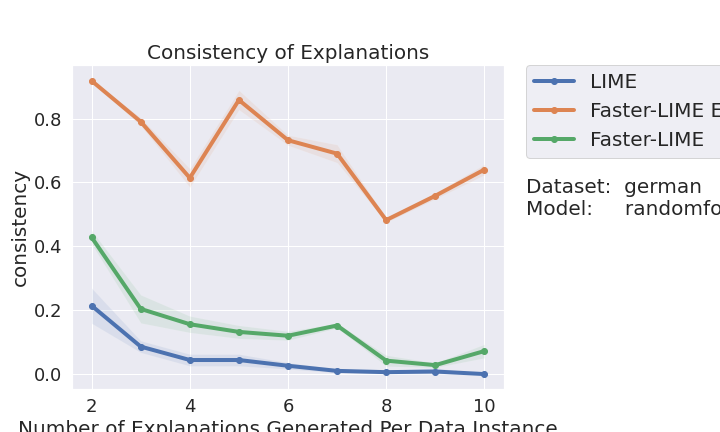 Consistency of Explanations
consistency
0.8
0.6
0.4
0.2
0.0
2 4 6 8 10
Number of Explanations Generated Per Data Instance
LIME
Faster-LIME E
Faster-LIME
Dataset: german
Model: randomfo